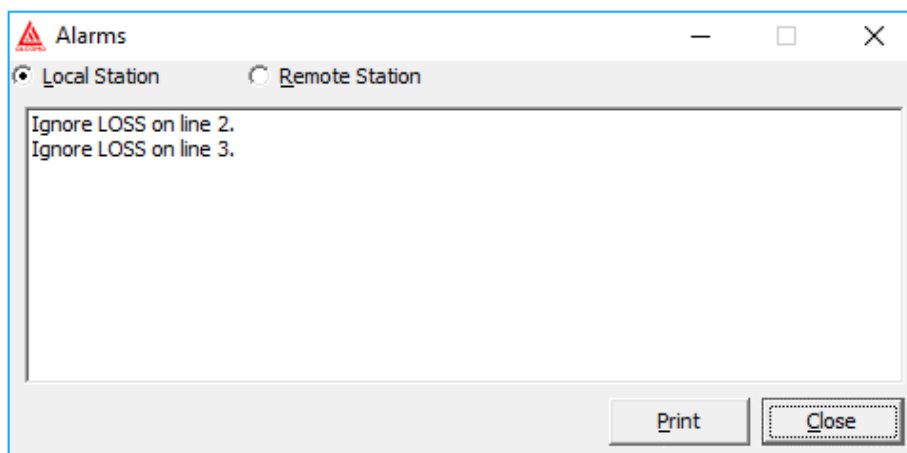 Alarms
Local Station Remote Station
Ignore LOSS on line 2.
Ignore LOSS on line 3.
Print Close